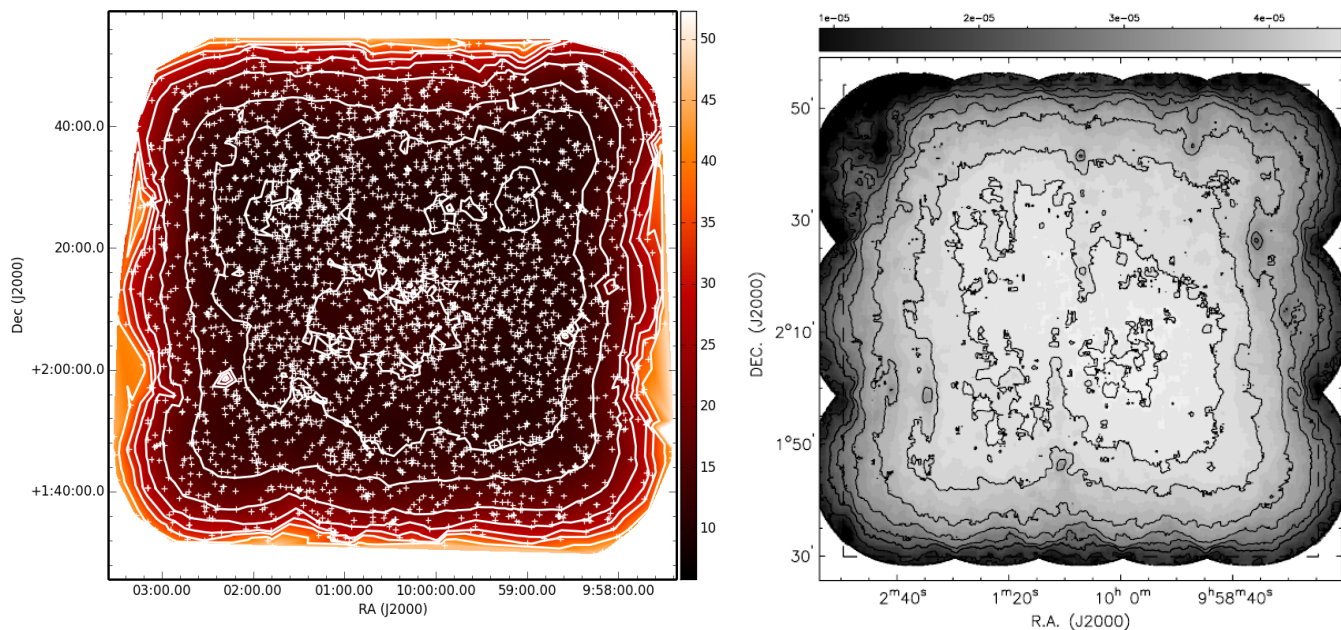 50
45
40
35
30
25
20
15
10
40:00.0
20:00.0
+2:00:00.0
+1:40:00.0
Dec (J2000)
03:00.00
02:00.00
01:00.00
10:00:00.00
59:00.00
9:58:00.00
RA (J2000)
1e-05
2e-05
3e-05
4e-05
50'
30'
2° 10'
1° 50'
30'
DEC. (J2000)
2ᵐ40ˢ
1ᵐ20ˢ
10ʰ 0ᵐ
9ʰ58ᵐ40ˢ
R.A. (J2000)